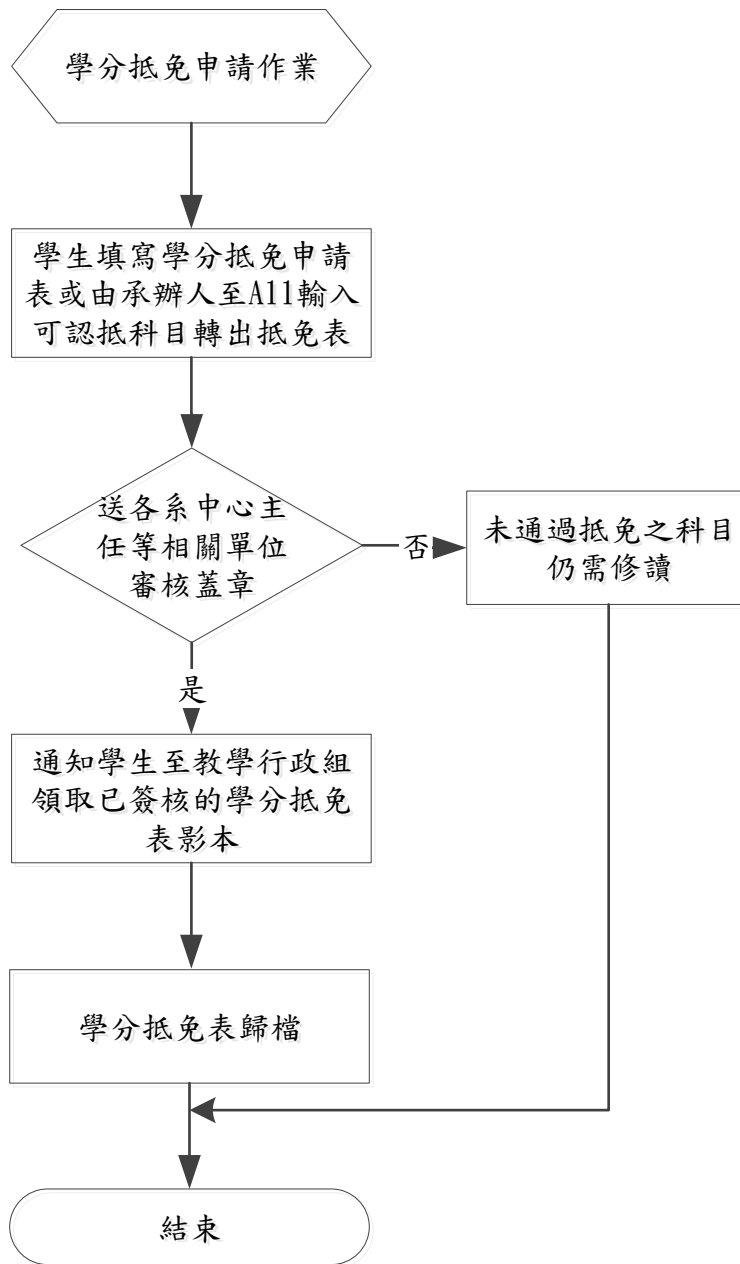 學分抵免申請作業
學生填寫學分抵免申請
表或由承辦人至A11輸入
可認抵科目轉出抵免表
送各系中心主
任等相關單位
審核蓋章
否
未通過抵免之科目
仍需修讀
是
通知學生至教學行政組
領取已簽核的學分抵免
表影本
學分抵免表歸檔
結束